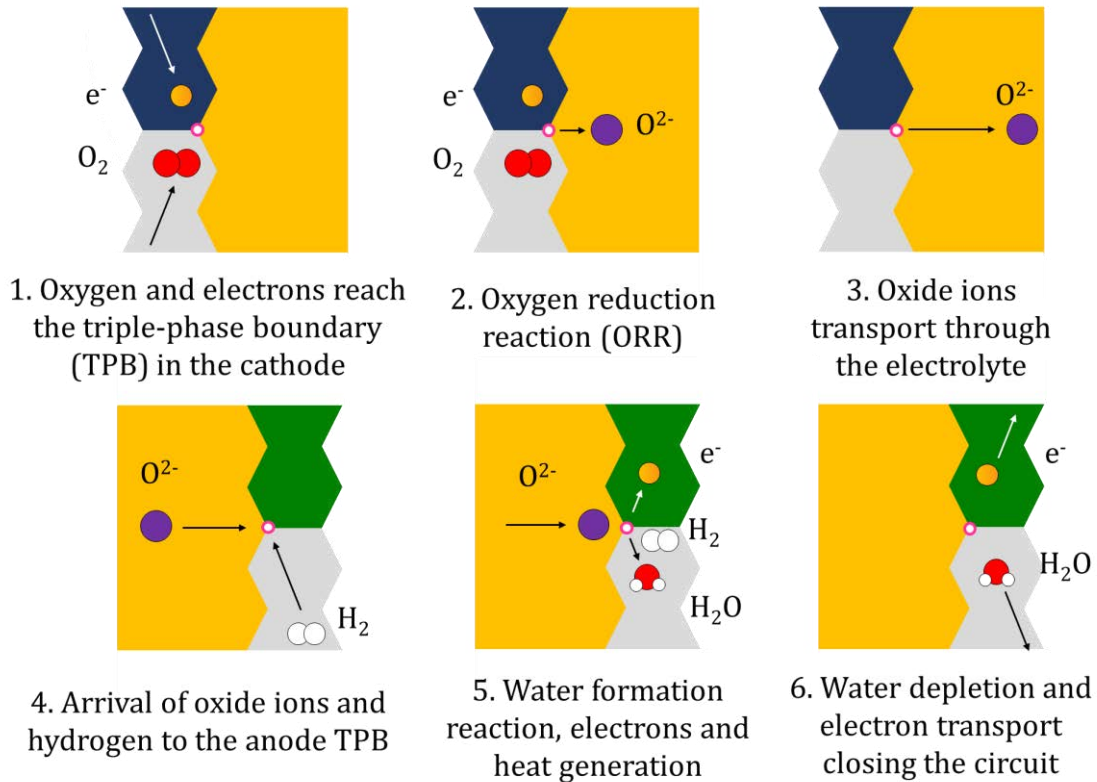 e⁻
O₂
1. Oxygen and electrons reach
the triple-phase boundary
(TPB) in the cathode
e⁻
O²⁻
O₂
2. Oxygen reduction
reaction (ORR)
O²⁻
3. Oxide ions
transport through
the electrolyte
O²⁻
H₂
4. Arrival of oxide ions and
hydrogen to the anode TPB
O²⁻
e⁻
H₂
H₂O
5. Water formation
reaction, electrons and
heat generation
e⁻
H₂O
6. Water depletion and
electron transport
closing the circuit